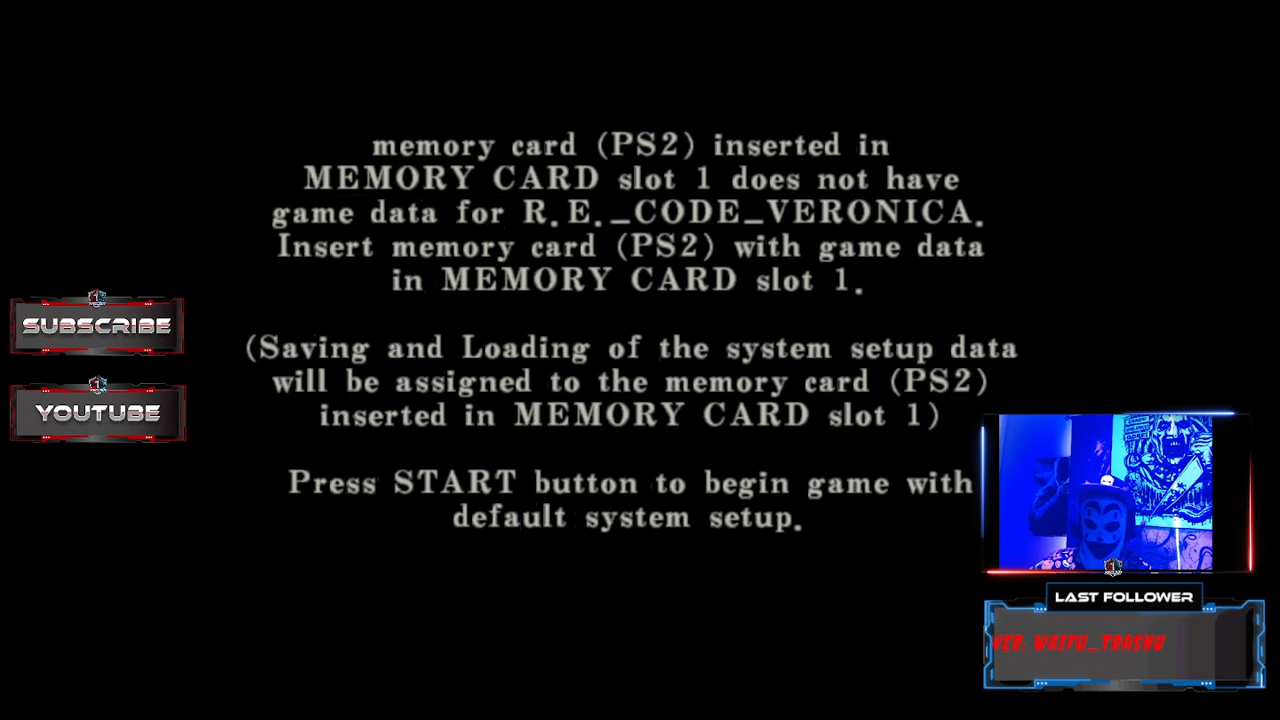 memory card (PS2) inserted in
MEMORY CARD slot 1 does not have
game data for R.E._CODE_VERONICA.
Insert memory card (PS2) with game data
in MEMORY CARD slot 1.
(Saving and Loading of the system setup data
will be assigned to the memory card (PS2)
inserted in MEMORY CARD slot 1)
Press START button to begin game with
default system setup.
SUBSCRIBE
YOUTUBE
LAST FOLLOWER
WAIFU_TRASHU